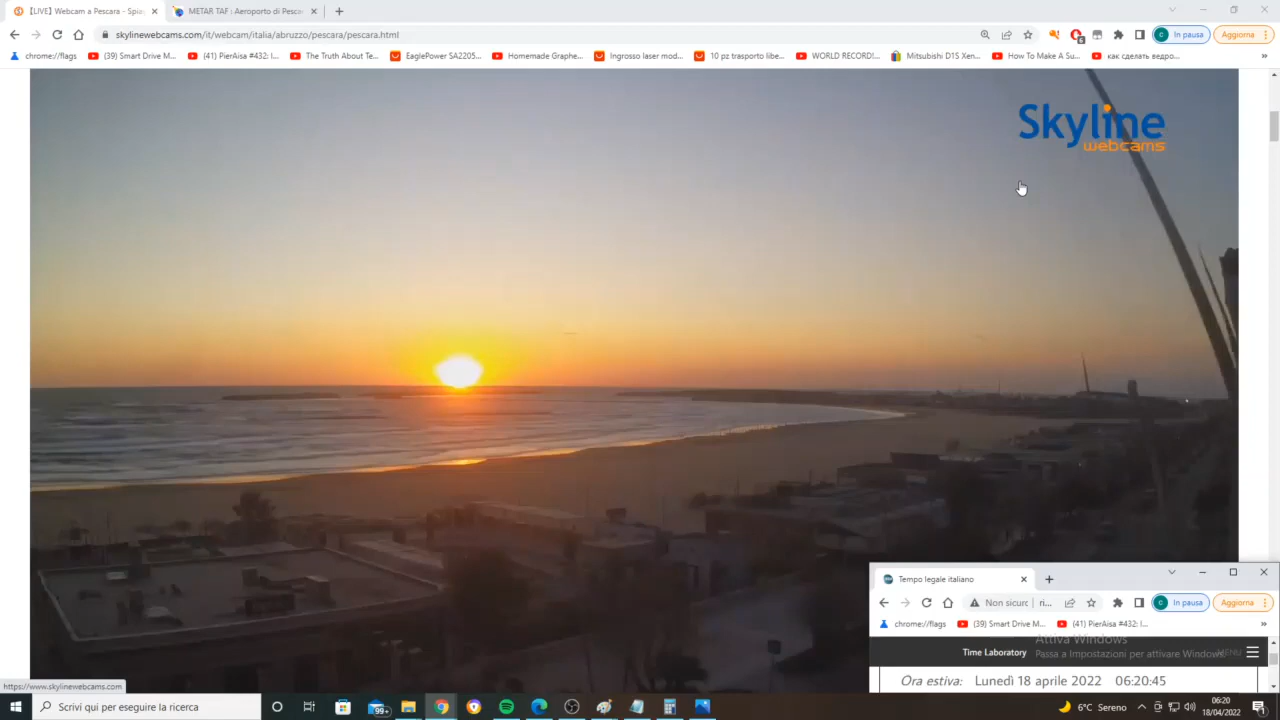 [LIVE] Webcam a Pescara - Spiag
METAR TAF : Aeroporto di Pesca
skylinewebcams.com/it/webcam/italia/abruzzo/pescara/pescara.html
In pausa
Aggiorna
chrome://flags
(39) Smart Drive M...
(41) PierAisa #432: I...
The Truth About Te...
EaglePower SA2205...
Homemade Graphe...
Ingrosso laser mod...
10 pz trasporto libe...
WORLD RECORD!...
Mitsubishi D1S Xen...
How To Make A Su...
как сделать ведро...
Skyline
webcams
Tempo legale italiano
Non sicuro
ri...
In pausa
Aggiorna
chrome://flags
(39) Smart Drive M...
(41) PierAisa #432: I...
Attiva Windows
Time Laboratory
Passa a Impostazioni per attivare Windows.
MENU
Ora estiva: Lunedì 18 aprile 2022 06:20:45
https://www.skylinewebcams.com
Scrivi qui per eseguire la ricerca
99+
6°C Sereno
06:20
18/04/2022
1